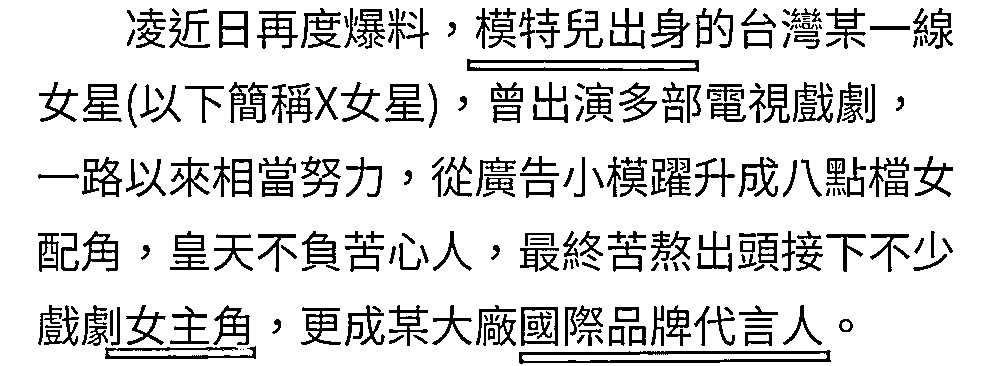 凌近日再度爆料，模特兒出身的台灣某一線
女星(以下簡稱X女星)，曾出演多部電視戲劇，
一路以來相當努力，從廣告小模躍升成八點檔女
配角，皇天不負苦心人，最終苦熬出頭接下不少
戲劇女主角，更成某大廠國際品牌代言人。